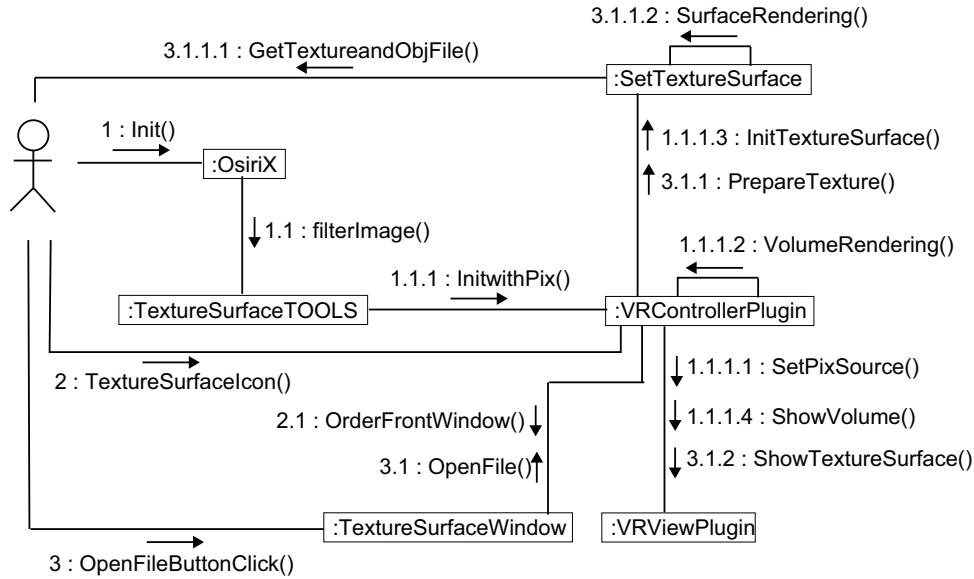 3.1.1.2 : SurfaceRendering()
3.1.1.1 : GetTextureandObjFile()
:SetTextureSurface
1 : Init()
1.1.1.3 : InitTextureSurface()
:OsiriX
3.1.1 : PrepareTexture()
1.1 : filterImage()
1.1.1.2 : VolumeRendering()
1.1.1 : InitwithPix()
:TextureSurfaceTOOLS
:VRControllerPlugin
2 : TextureSurfaceIcon()
1.1.1.1 : SetPixSource()
2.1 : OrderFrontWindow()
1.1.1.4 : ShowVolume()
3.1 : OpenFile()
3.1.2 : ShowTextureSurface()
:TextureSurfaceWindow
:VRViewPlugin
3 : OpenFileButtonClick()